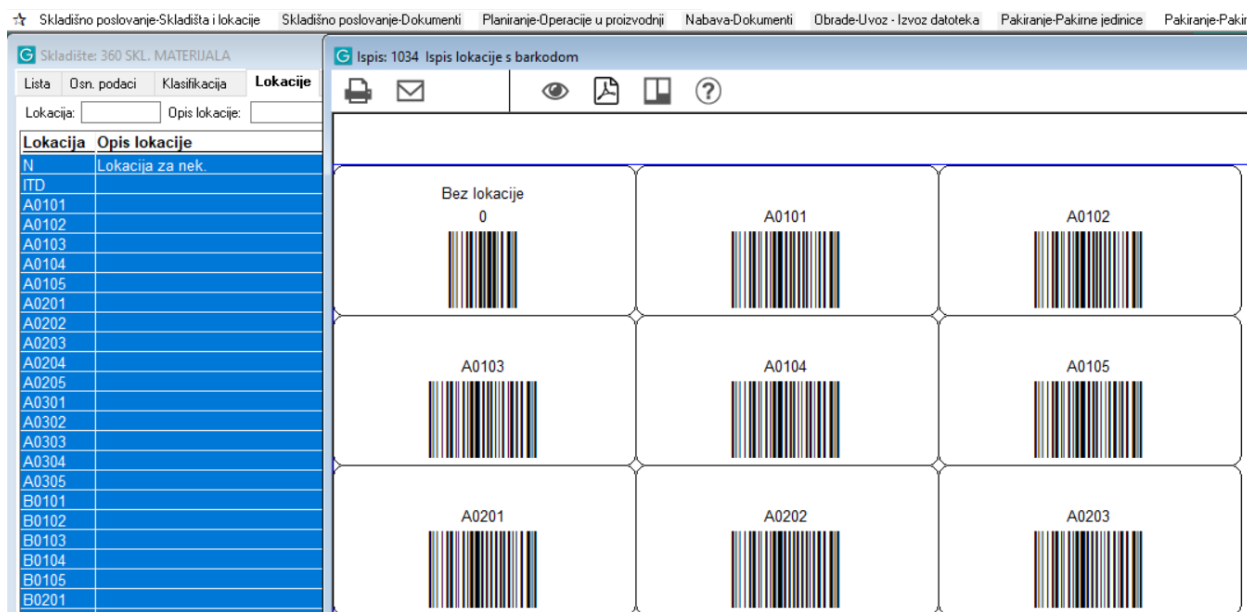 Skladišno poslovanje-Skladišta i lokacije Skladišno poslovanje-Dokumenti Planiranje-Operacije u proizvodnji Nabava-Dokumenti Obrade-Uvoz - Izvoz datoteka Pakiranje-Pakirne jedinice Pakiranje-Pakir
G Skladište: 360 SKL. MATERIJALA
Lista Osn. podaci Klasifikacija Lokacije
Lokacija: Opis lokacije:
Lokacija Opis lokacije
N Lokacija za nek.
ITD
A0101
A0102
A0103
A0104
A0105
A0201
A0202
A0203
A0204
A0205
A0301
A0302
A0303
A0304
A0305
B0101
B0102
B0103
B0104
B0105
B0201
G Ispis: 1034 Ispis lokacije s barkodom
Bez lokacije
0 A0101 A0102
A0103 A0104 A0105
A0201 A0202 A0203